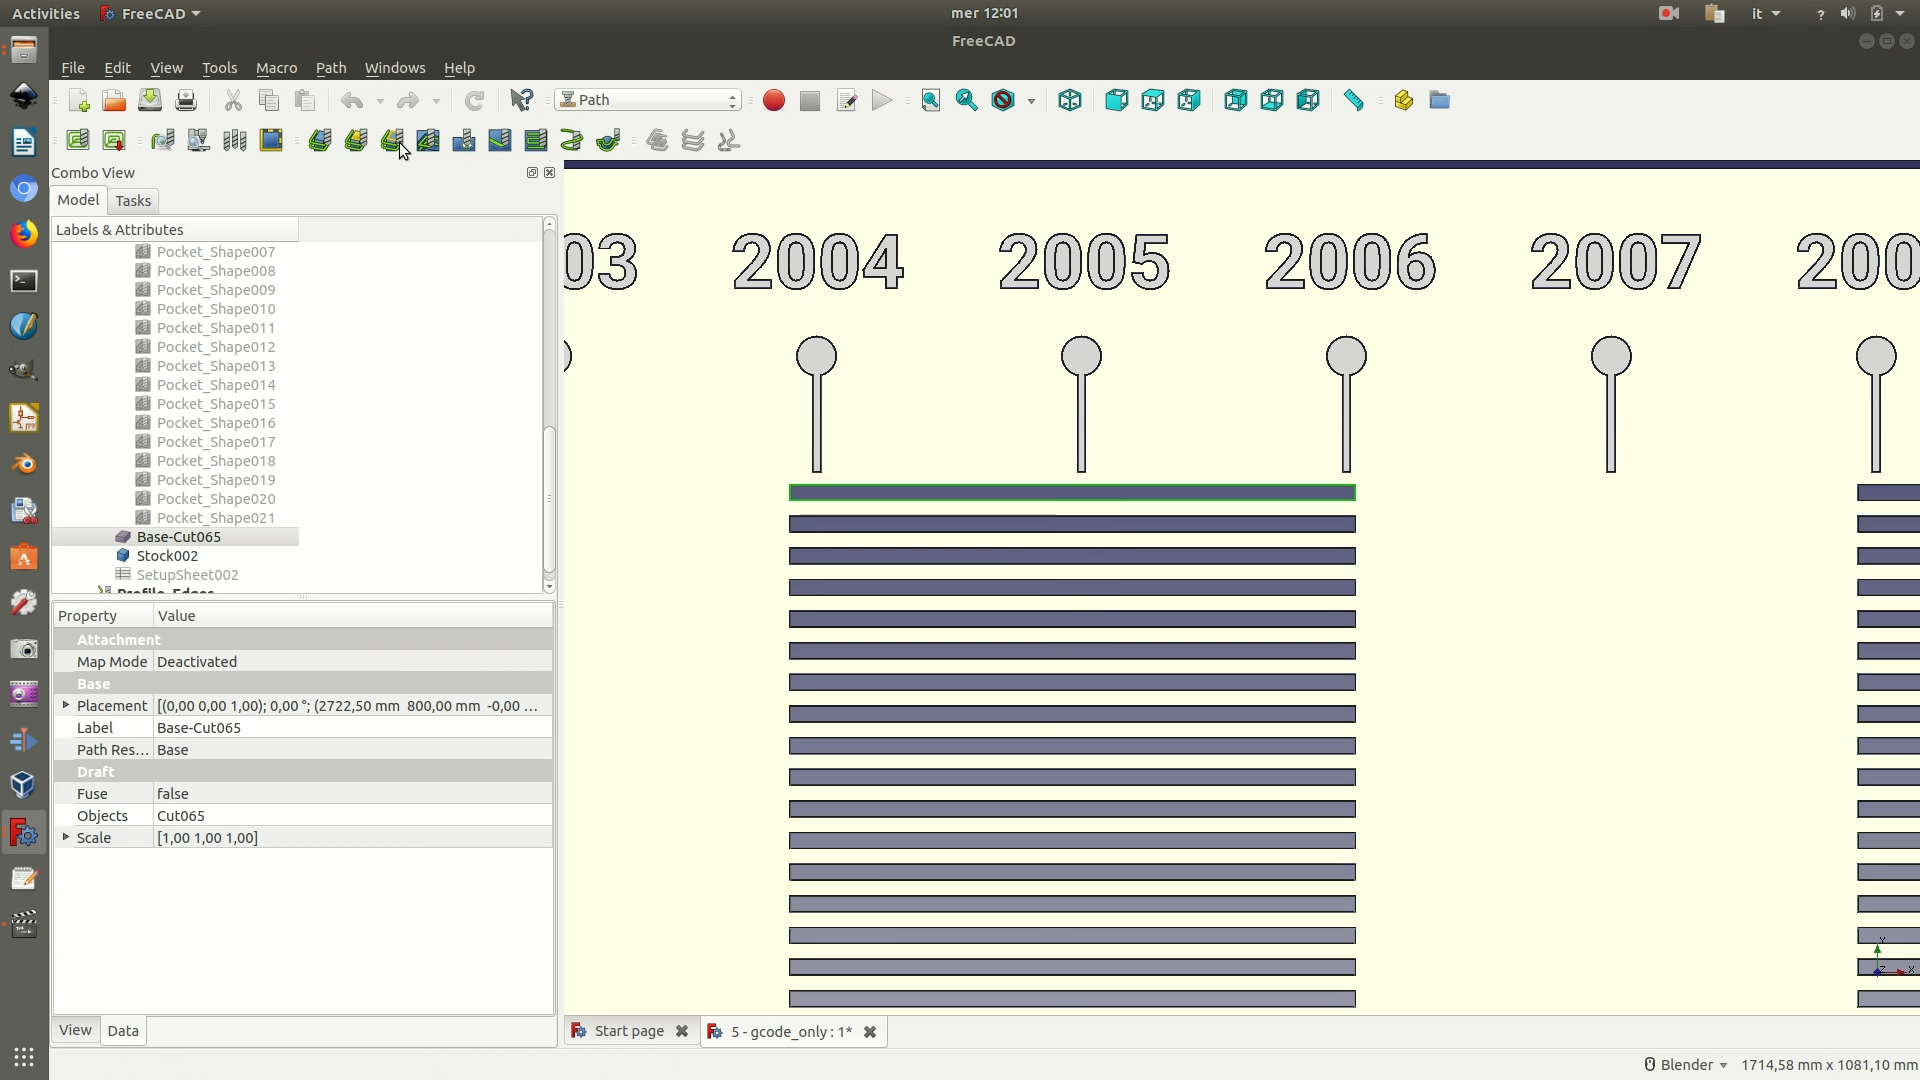 Activities FreeCAD mer 12:01 it ?
FreeCAD
File Edit View Tools Macro Path Windows Help
Path
Combo View
Model Tasks
Labels & Attributes
Pocket_Shape007
Pocket_Shape008
Pocket_Shape009
Pocket_Shape010
Pocket_Shape011
Pocket_Shape012
Pocket_Shape013
Pocket_Shape014
Pocket_Shape015
Pocket_Shape016
Pocket_Shape017
Pocket_Shape018
Pocket_Shape019
Pocket_Shape020
Pocket_Shape021
Base-Cut065
Stock002
SetupSheet002
Profile_Edges
Property Value
Attachment
Map Mode Deactivated
Base
Placement [(0,00 0,00 1,00); 0,00 °; (2722,50 mm 800,00 mm -0,00 ...
Label Base-Cut065
Path Res... Base
Draft
Fuse false
Objects Cut065
Scale [1,00 1,00 1,00]
View Data
03 2004 2005 2006 2007 200
Y
Z X
Start page 5 - gcode_only : 1*
Blender 1714,58 mm x 1081,10 mm